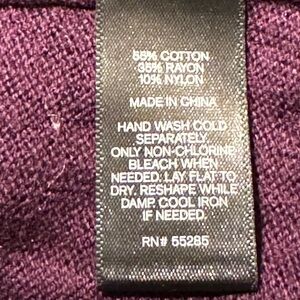 55% COTTON
35% RAYON
10% NYLON
MADE IN CHINA
HAND WASH COLD
SEPARATELY.
ONLY NON-CHLORINE
BLEACH WHEN
NEEDED. LAY FLAT TO
DRY. RESHAPE WHILE
DAMP. COOL IRON
IF NEEDED.
RN# 55285